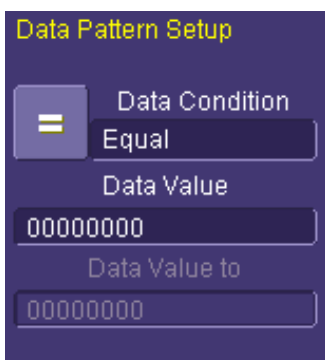 Data Pattern Setup
Data Condition
=
Equal
Data Value
00000000
Data Value to
00000000